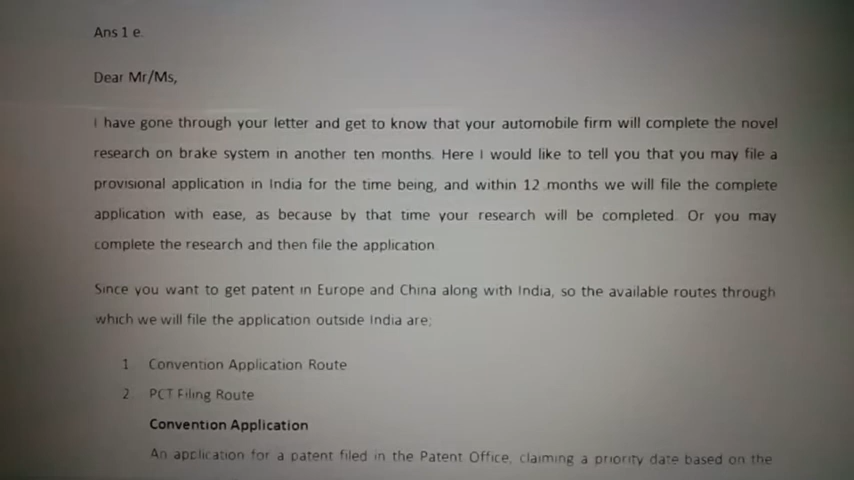 Ans 1 e.
Dear Mr/Ms,
I have gone through your letter and get to know that your automobile firm will complete the novel
research on brake system in another ten months. Here I would like to tell you that you may file a
provisional application in India for the time being, and within 12 months we will file the complete
application with ease, as because by that time your research will be completed. Or you may
complete the research and then file the application
Since you want to get patent in Europe and China along with India, so the available routes through
which we will file the application outside India are;
1 Convention Application Route
2 PCT Filing Route
Convention Application
An application for a patent filed in the Patent Office, claiming a priority date based on the